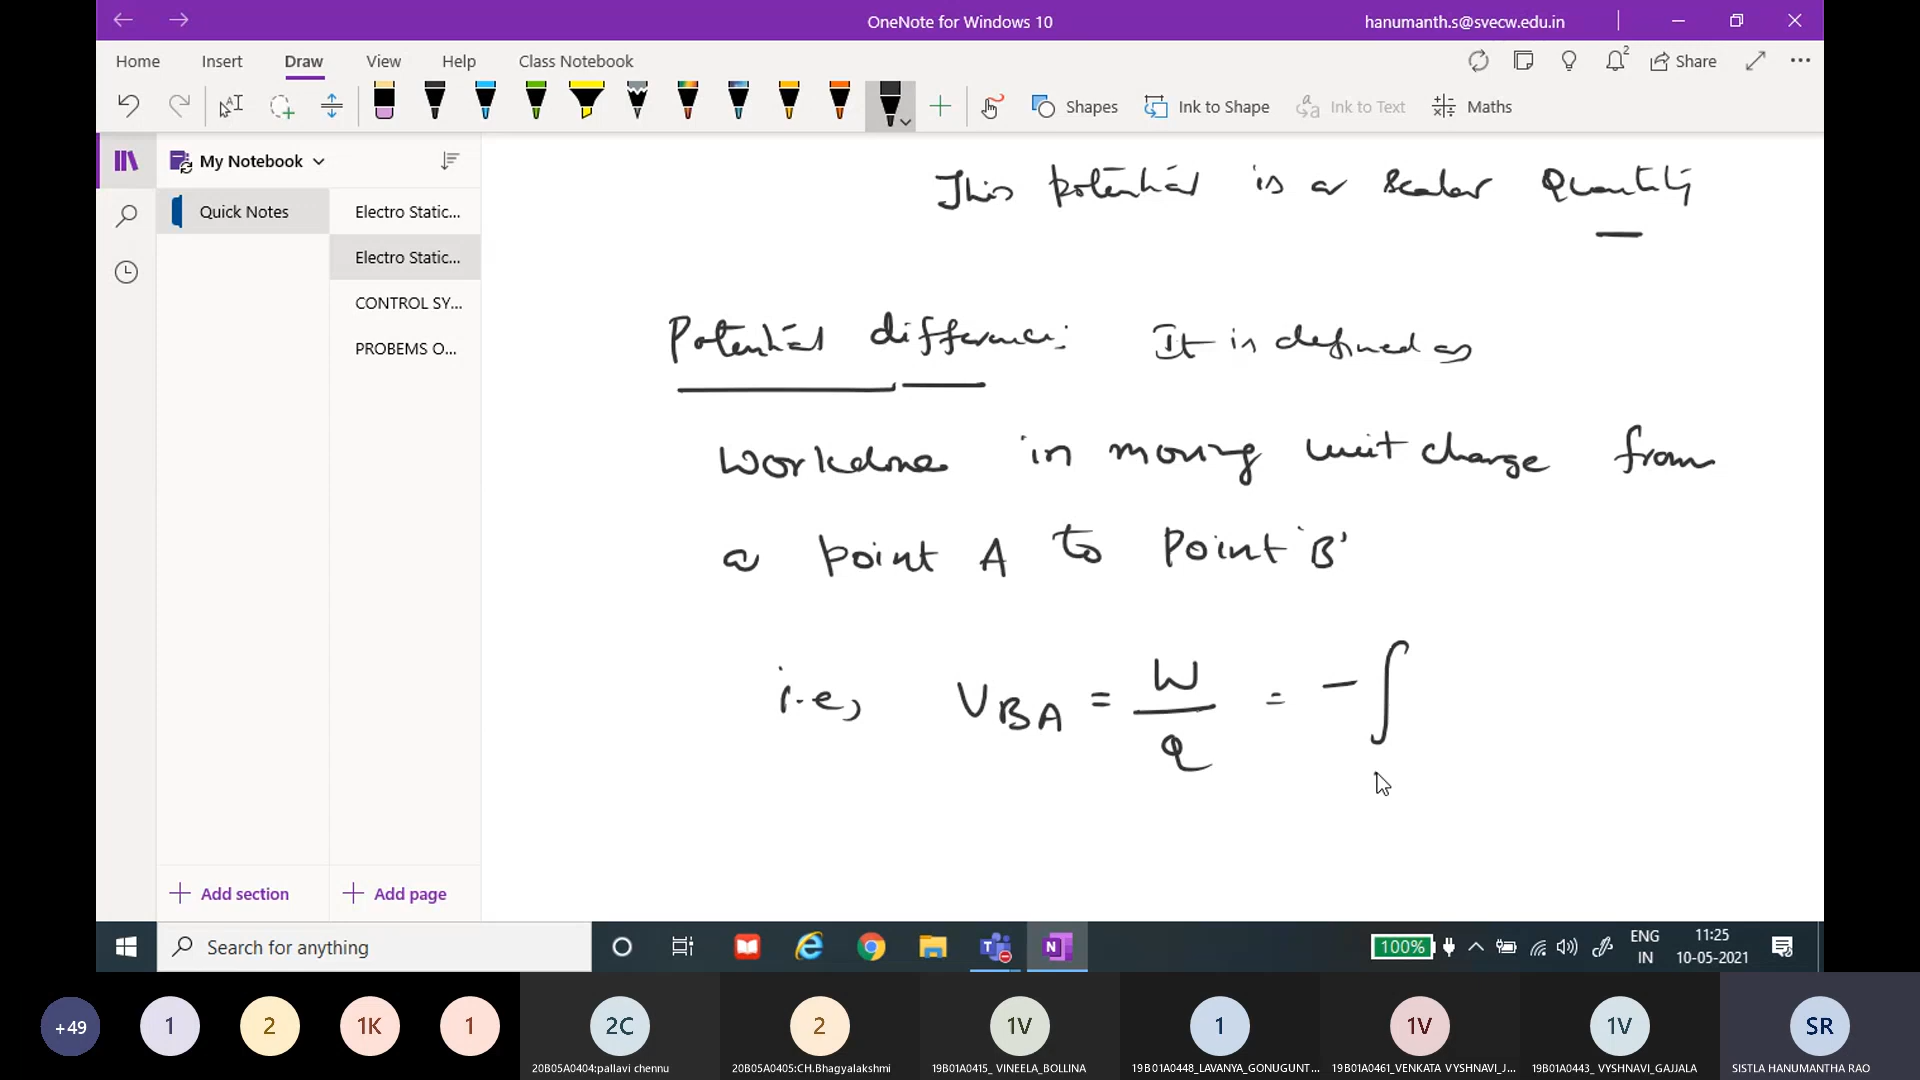 OneNote for Windows 10
hanumanth.s@svecw.edu.in
Home Insert Draw View Help Class Notebook
2
Share
Shapes Ink to Shape Ink to Text Maths
My Notebook
Quick Notes
Electro Static...
Electro Static...
CONTROL SY...
PROBEMS O...
This potential is a scalar Quantity
Potential difference: It is defined as
workdone in moving unit charge from
a point A to Point 'B'
i.e, V_BA = W/Q = - ∫
Add section
Add page
Search for anything
100%
ENG
IN
11:25
10-05-2021
+49
1
2
1K
1
2C
2
1V
1
1V
1V
SR
20B05A0404:pallavi chennu
20B05A0405:CH.Bhagyalakshmi
19B01A0415_ VINEELA_BOLLINA
19B01A0448_LAVANYA_GONUGUNT...
19B01A0461_VENKATA VYSHNAVI_J...
19B01A0443_ VYSHNAVI_GAJJALA
SISTLA HANUMANTHA RAO